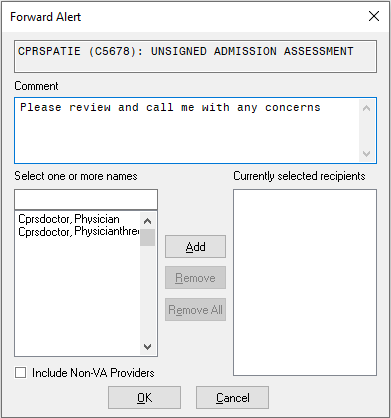 Forward Alert
CPRSPATIE (C5678): UNSIGNED ADMISSION ASSESSMENT
Comment
Please review and call me with any concerns
Select one or more names
Currently selected recipients
Cprsdoctor, Physician
Cprsdoctor, Physicianthree
Add
Remove
Remove All
Include Non-VA Providers
OK
Cancel